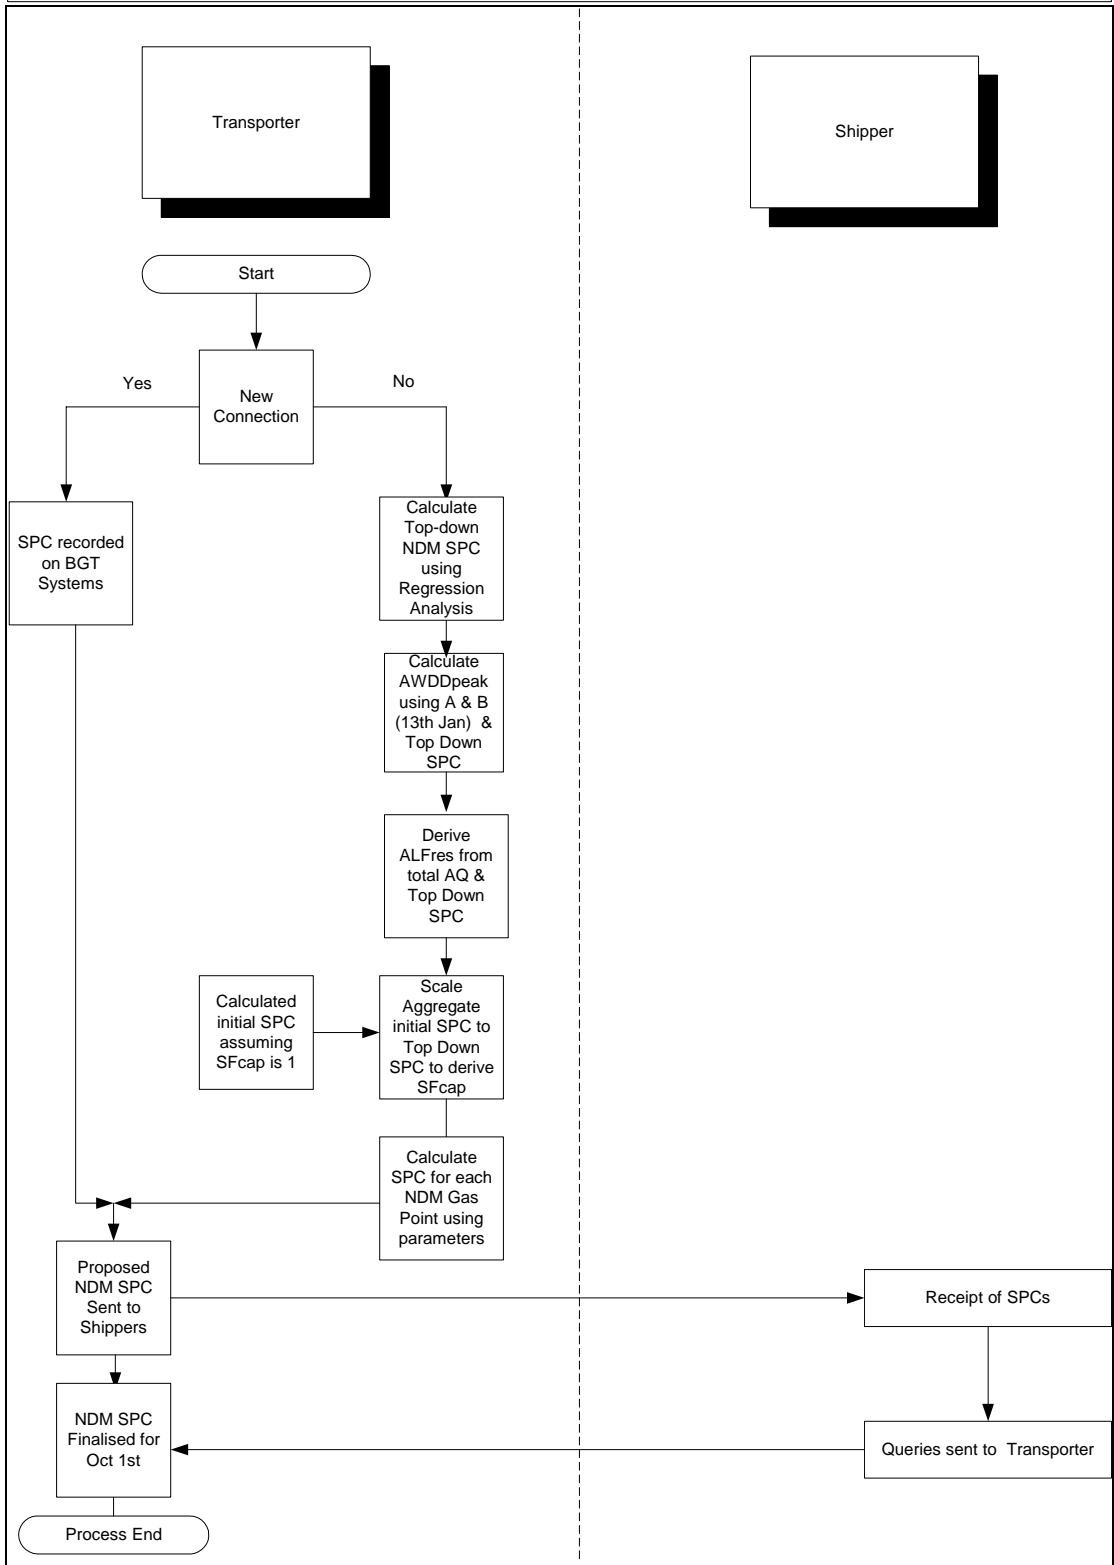 Transporter
Shipper
Start
Yes
No
New
Connection
SPC recorded
on BGT
Systems
Calculate
Top-down
NDM SPC
using
Regression
Analysis
Calculate
AWDDpeak
using A & B
(13th Jan) &
Top Down
SPC
Derive
ALFres from
total AQ &
Top Down
SPC
Calculated
initial SPC
assuming
SFcap is 1
Scale
Aggregate
initial SPC to
Top Down
SPC to derive
SFcap
Calculate
SPC for each
NDM Gas
Point using
parameters
Proposed
NDM SPC
Sent to
Shippers
Receipt of SPCs
NDM SPC
Finalised for
Oct 1st
Queries sent to Transporter
Process End